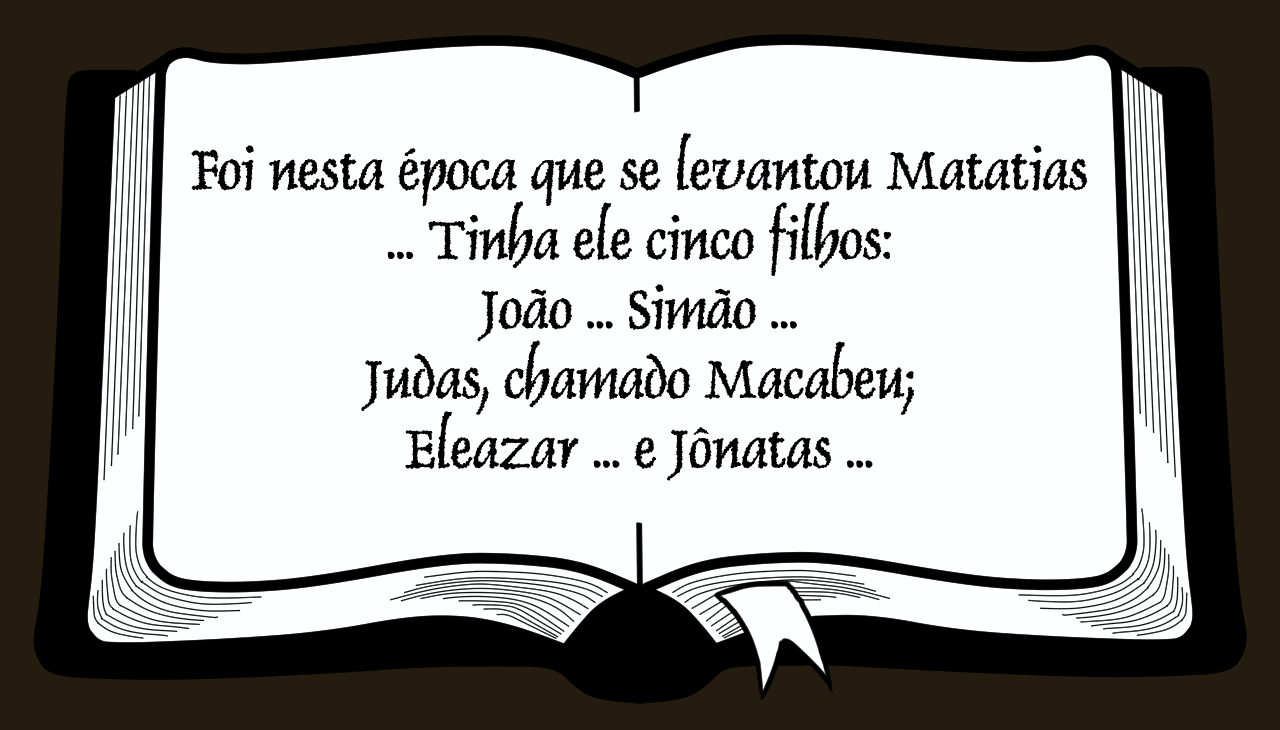 Foi nesta época que se levantou Matatias
... Tinha ele cinco filhos:
João ... Simão ...
Judas, chamado Macabeu;
Eleazar ... e Jônatas ...